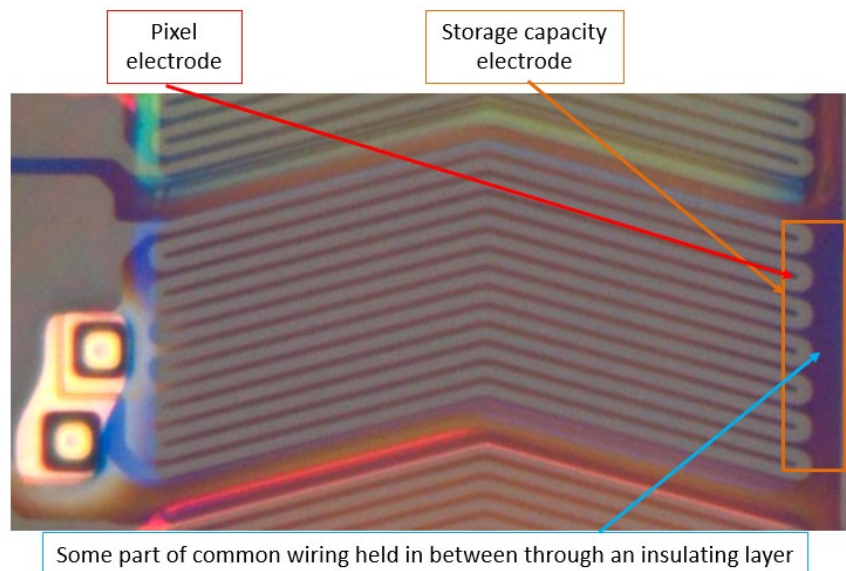 Pixel
electrode
Storage capacity
electrode
Some part of common wiring held in between through an insulating layer